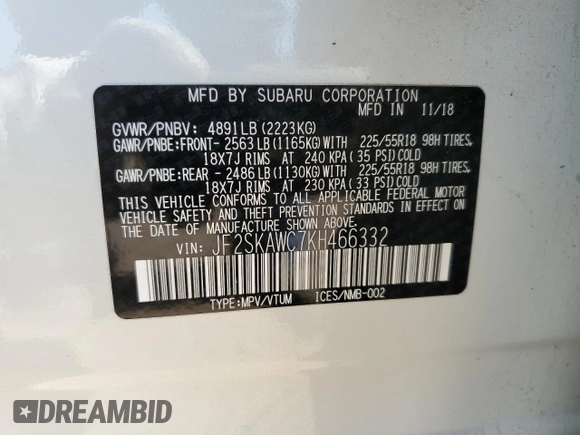 MFD BY SUBARU CORPORATION
MFD IN 11/18
GVWR/PNBV: 4891LB(2223KG)
GAWR/PNBE:FRONT- 2563LB(1165KG)WITH 225/55R18 98H TIRES,
18X7J RIMS AT 240 KPA(35 PSI)COLD
GAWR/PNBE:REAR - 2486LB(1130KG)WITH 225/55R18 98H TIRES,
18X7J RIMS AT 230 KPA(33 PSI)COLD
THIS VEHICLE CONFORMS TO ALL APPLICABLE FEDERAL MOTOR
VEHICLE SAFETY AND THEFT PREVENTION STANDARDS IN EFFECT ON
THE DATE OF MANUFACTURE SHOWN ABOVE.
VIN: JF2SKAWC7KH466332
TYPE:MPV/VTUM ICES/NMB-002
DREAMBID